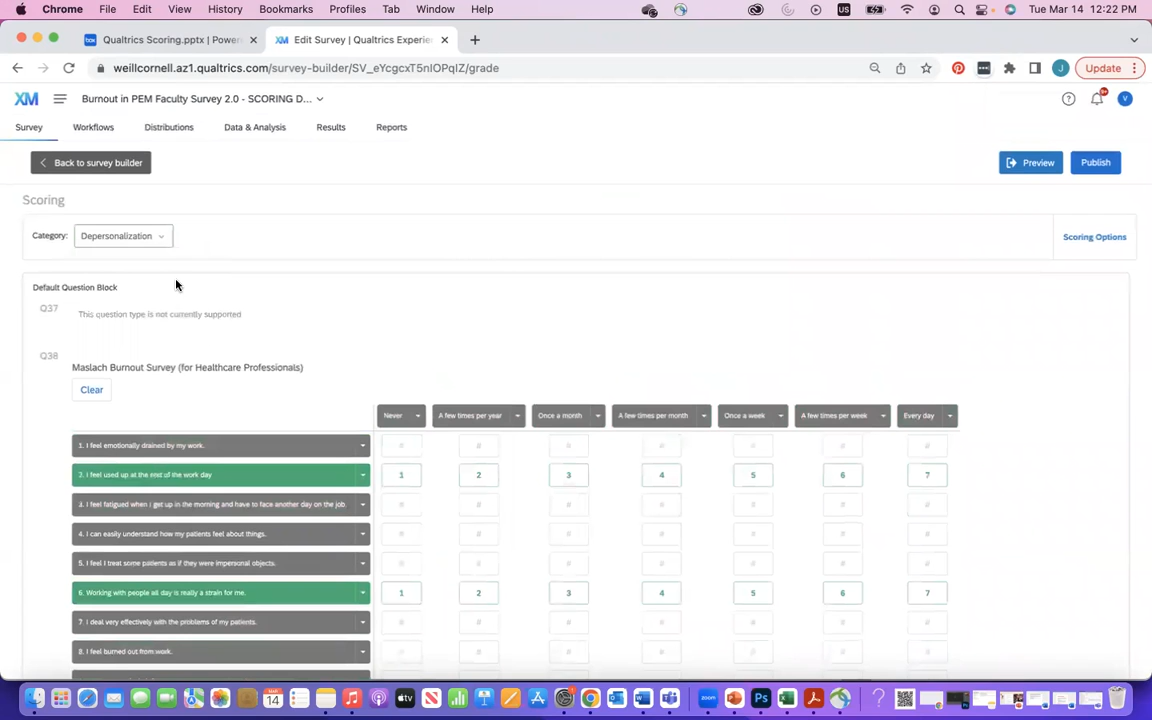 Chrome File Edit View History Bookmarks Profiles Tab Window Help US Tue Mar 14 12:22 PM
box Qualtrics Scoring.pptx | Power Edit Survey | Qualtrics Experie
weillcornell.az1.qualtrics.com/survey-builder/SV_eYcgcxT5nIOPqIZ/grade J Update
XM Burnout in PEM Faculty Survey 2.0 - SCORING D... 9+ V
Survey Workflows Distributions Data & Analysis Results Reports
Back to survey builder Preview Publish
Scoring
Category: Depersonalization Scoring Options
Default Question Block
Q37
This question type is not currently supported
Q38
Maslach Burnout Survey (for Healthcare Professionals)
Clear
Never A few times per year Once a month A few times per month Once a week A few times per week Every day
1. I feel emotionally drained by my work. # # # # # # #
2. I feel used up at the end of the work day 1 2 3 4 5 6 7
3. I feel fatigued when I get up in the morning and have to face another day on the job. # # # # # # #
4. I can easily understand how my patients feel about things. # # # # # # #
5. I feel I treat some patients as if they were impersonal objects. # # # # # # #
6. Working with people all day is really a strain for me. 1 2 3 4 5 6 7
7 I deal very effectively with the problems of my patients. # # # # # # #
8. I feel burned out from work. # # # # # # #
tv zoom
MAR
14